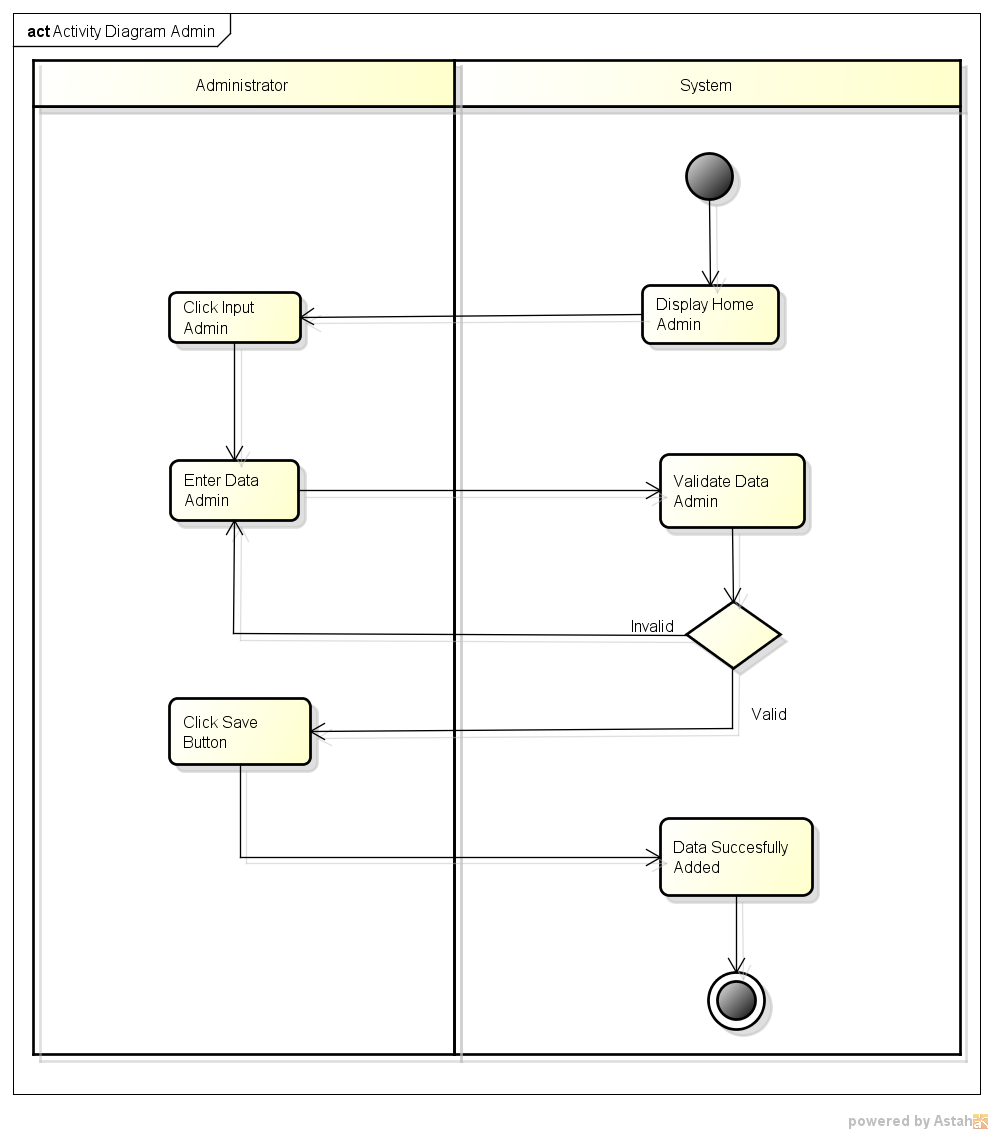 act Activity Diagram Admin
Administrator
System
Display Home
Admin
Click Input
Admin
Enter Data
Admin
Validate Data
Admin
Invalid
Valid
Click Save
Button
Data Succesfully
Added
powered by Astah